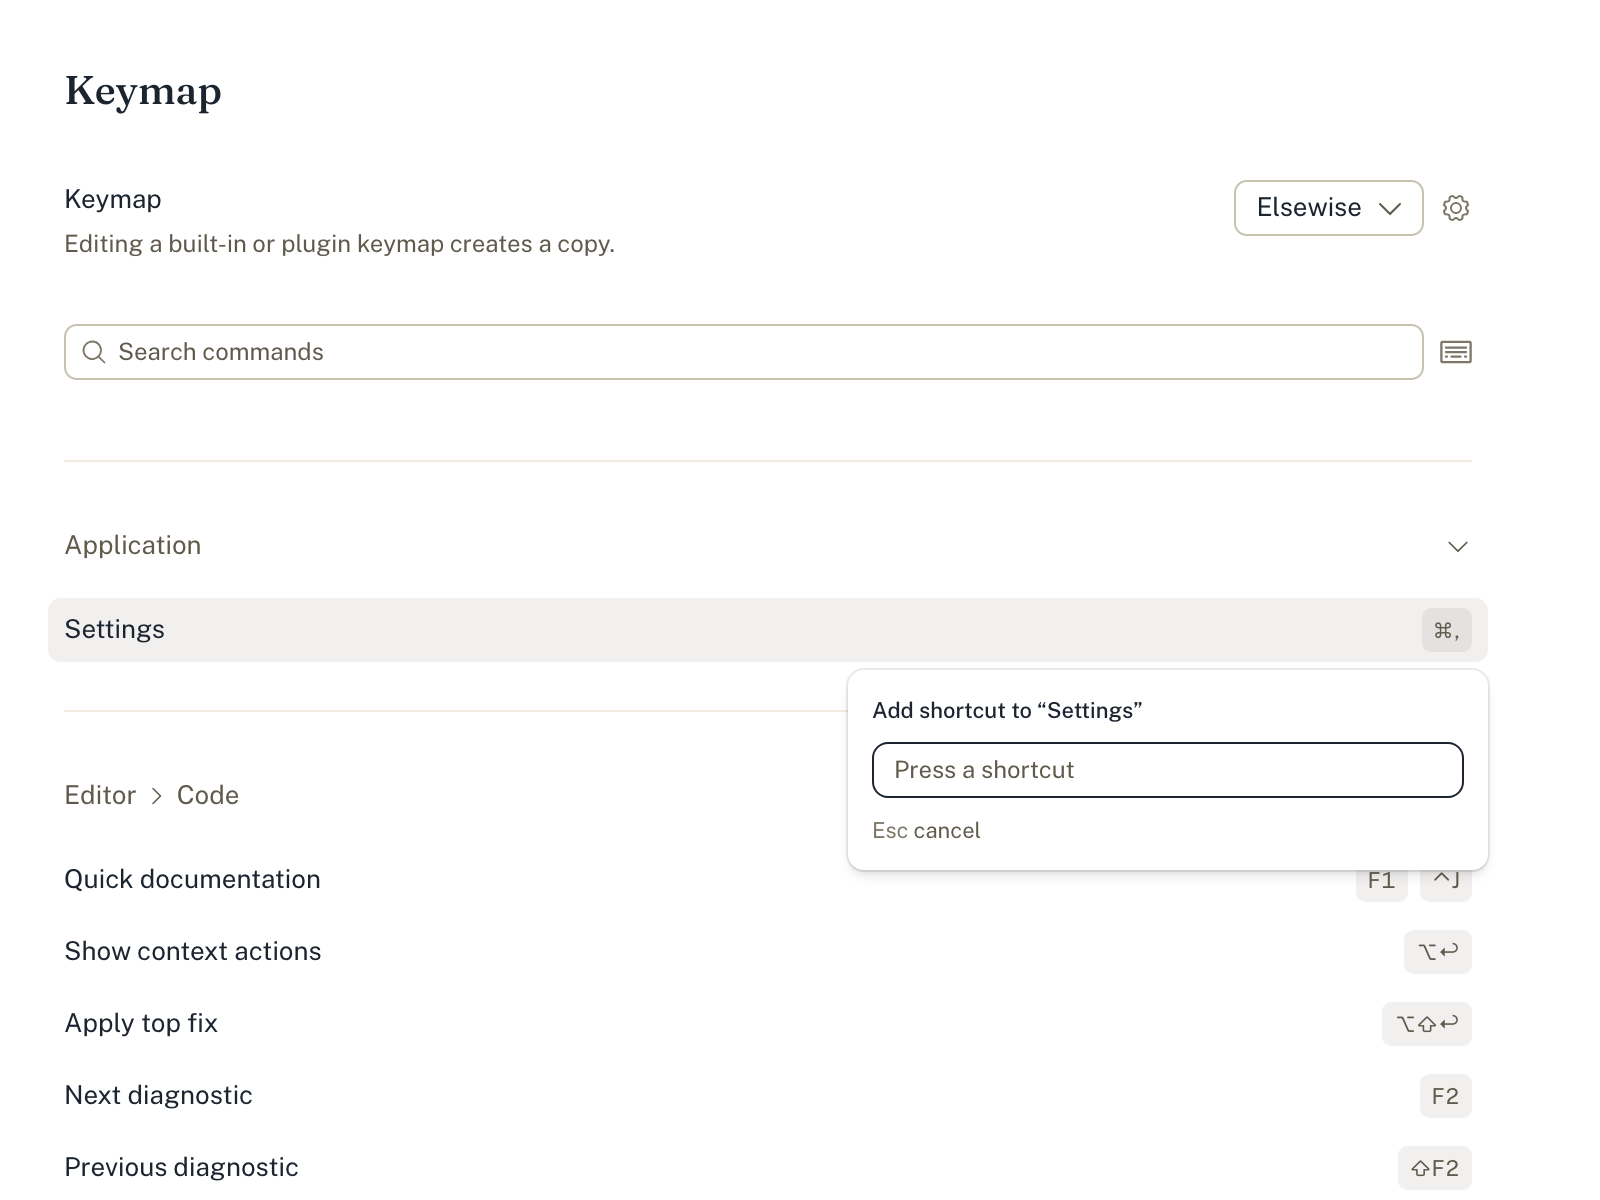 Keymap
Keymap
Elsewise
Editing a built-in or plugin keymap creates a copy.
Search commands
Application
Settings
⌘,
Add shortcut to “Settings”
Press a shortcut
Esc cancel
Editor > Code
Quick documentation
F1 ^J
Show context actions
⌥↩
Apply top fix
⌥⇧↩
Next diagnostic
F2
Previous diagnostic
⇧F2